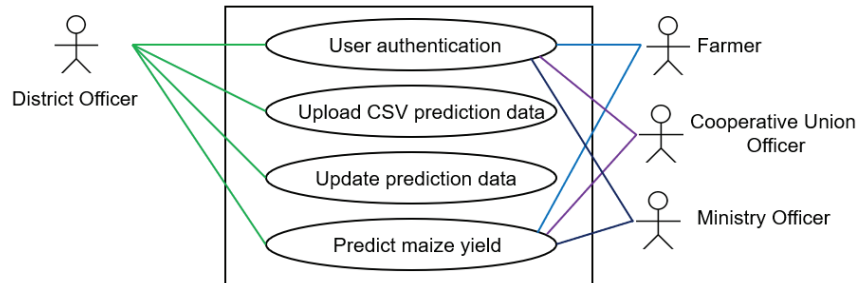 User authentication
Farmer
District Officer
Upload CSV prediction data
Cooperative Union
Officer
Update prediction data
Ministry Officer
Predict maize yield